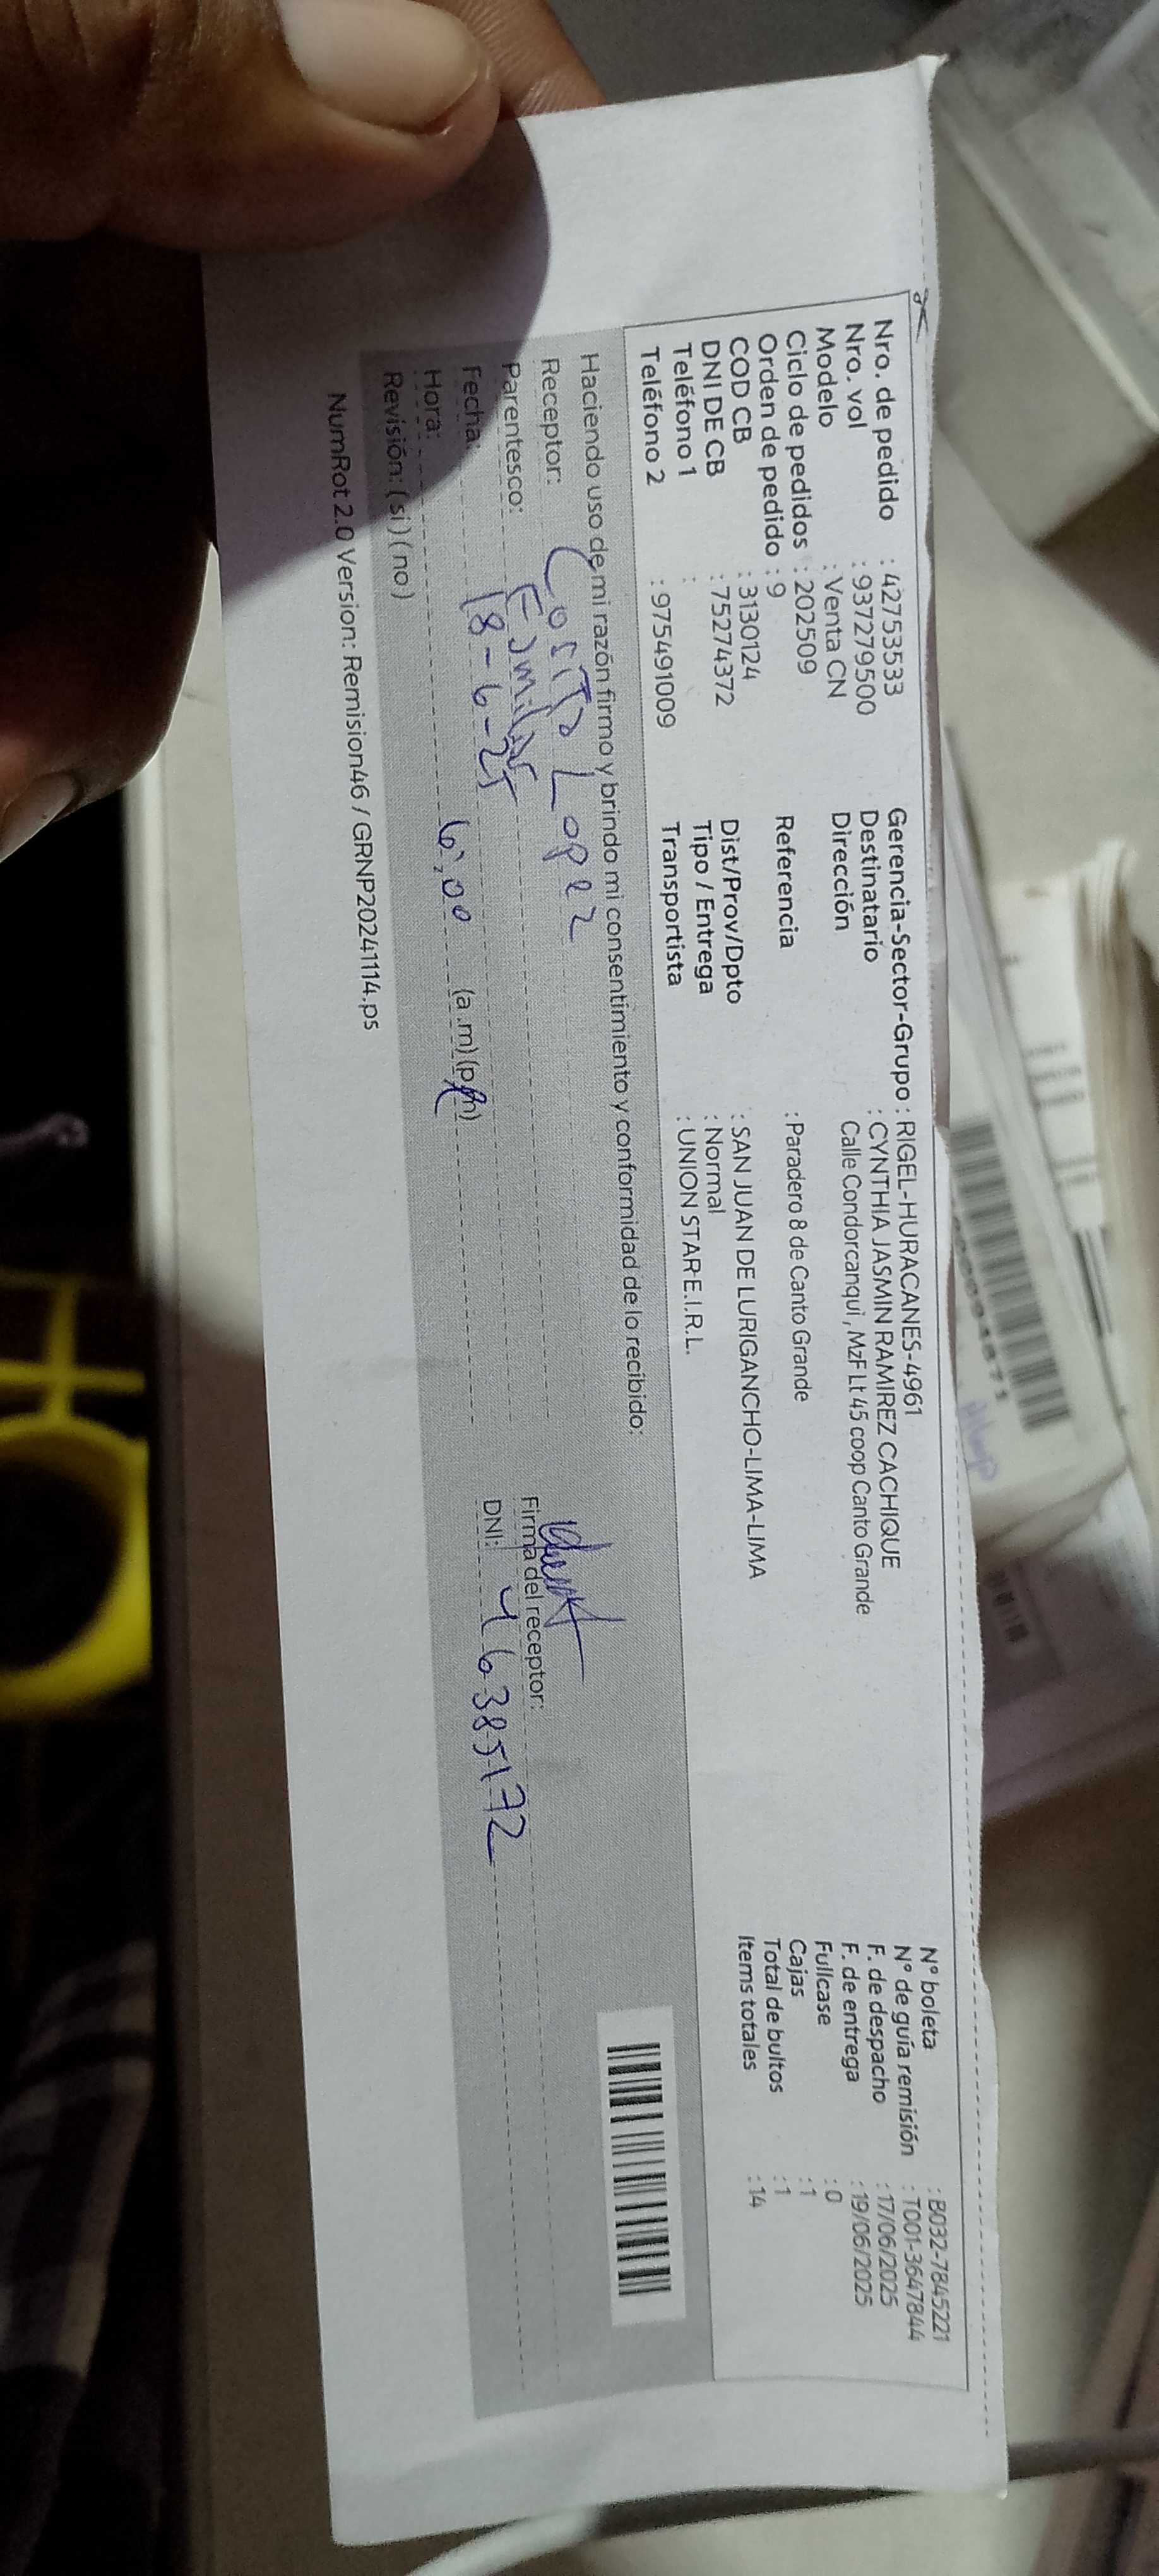 Nro. de pedido : 42753533
Nro. vol : 937279500
Modelo : Venta CN
Ciclo de pedidos : 202509
Orden de pedido : 9
COD CB : 3130124
DNI DE CB : 75274372
Teléfono 1 :
Teléfono 2 : 975491009
Gerencia-Sector-Grupo : RIGEL-HURACANES-4961
Destinatario : CYNTHIA JASMIN RAMIREZ CACHIQUE
Dirección Calle Condorcanqui , MzF Lt 45 coop Canto Grande
Referencia : Paradero 8 de Canto Grande
Dist/Prov/Dpto : SAN JUAN DE LURIGANCHO-LIMA-LIMA
Tipo / Entrega : Normal
Transportista : UNION STAR E.I.R.L.
Nº boleta : B032-7845221
Nº de guía remisión : T001-3647844
F. de despacho : 17/06/2025
F. de entrega : 19/06/2025
Fullcase : 0
Cajas : 1
Total de bultos : 1
Items totales : 14
Haciendo uso de mi razón firmo y brindo mi consentimiento y conformidad de lo recibido:
Receptor: Lopez
Parentesco: Familiar
Fecha: 18-6-25
Hora: 6:00 (a.m) (p.m)
Revisión: ( si ) ( no )
Firma del receptor:
DNI: 46385172
NumRot 2.0 Version: Remision46 / GRNP20241114.ps